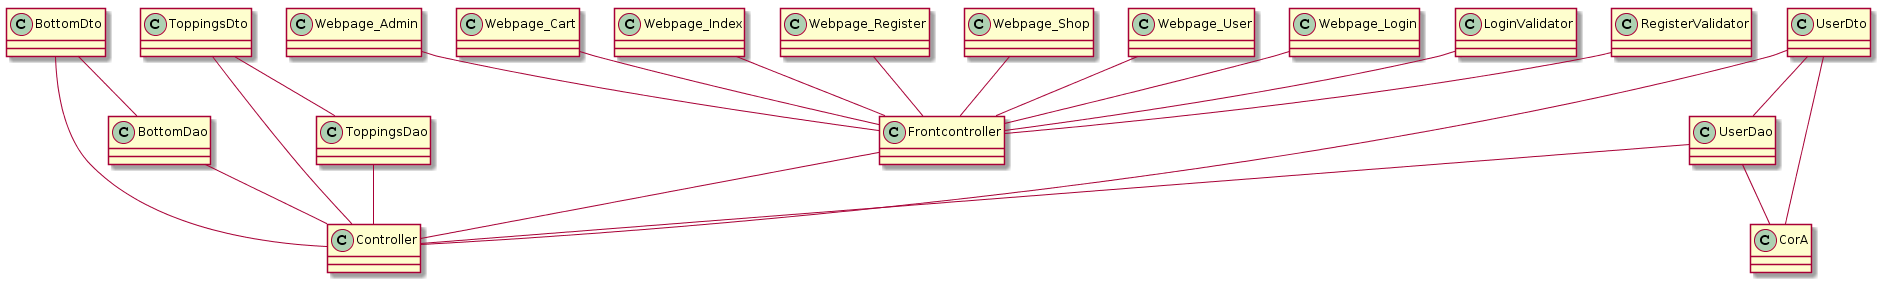 C BottomDto
C ToppingsDto
C Webpage_Admin
C Webpage_Cart
C Webpage_Index
C Webpage_Register
C Webpage_Shop
C Webpage_User
C Webpage_Login
C LoginValidator
C RegisterValidator
C UserDto
C BottomDao
C ToppingsDao
C Frontcontroller
C UserDao
C Controller
C CorA